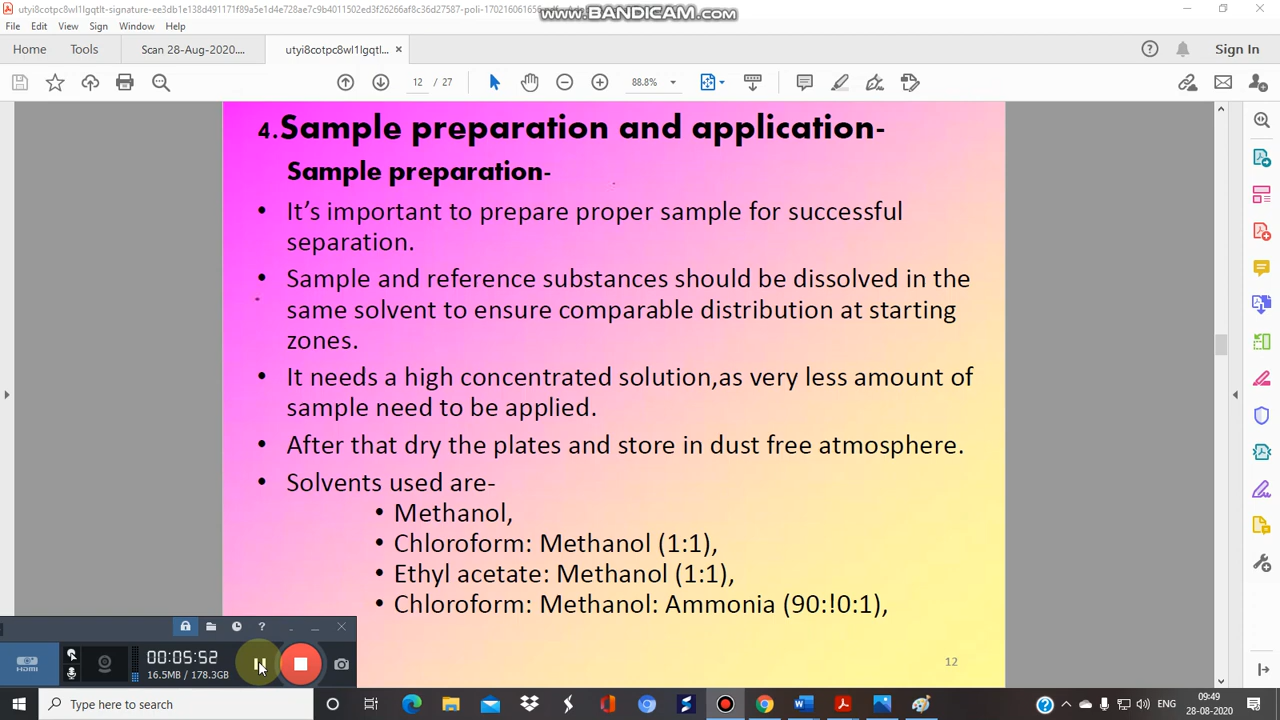 utyi8cotpc8wl1lgqtlt-signature-ee3db1e138d491171f89a5e1d4e728ae7c9b4011502ed3f26266af8c36d27587-poli-170216061656
www.BANDICAM.com
File Edit View Sign Window Help
Home Tools Scan 28-Aug-2020.... utyi8cotpc8wl1lgqtl... × Sign In
12 / 27 88.8%
4.Sample preparation and application-
Sample preparation-
• It’s important to prepare proper sample for successful
separation.
• Sample and reference substances should be dissolved in the
same solvent to ensure comparable distribution at starting
zones.
• It needs a high concentrated solution,as very less amount of
sample need to be applied.
• After that dry the plates and store in dust free atmosphere.
• Solvents used are-
• Methanol,
• Chloroform: Methanol (1:1),
• Ethyl acetate: Methanol (1:1),
• Chloroform: Methanol: Ammonia (90:!0:1),
12
HDMI
00:05:52
16.5MB / 178.3GB
Type here to search
ENG
09:49
28-08-2020